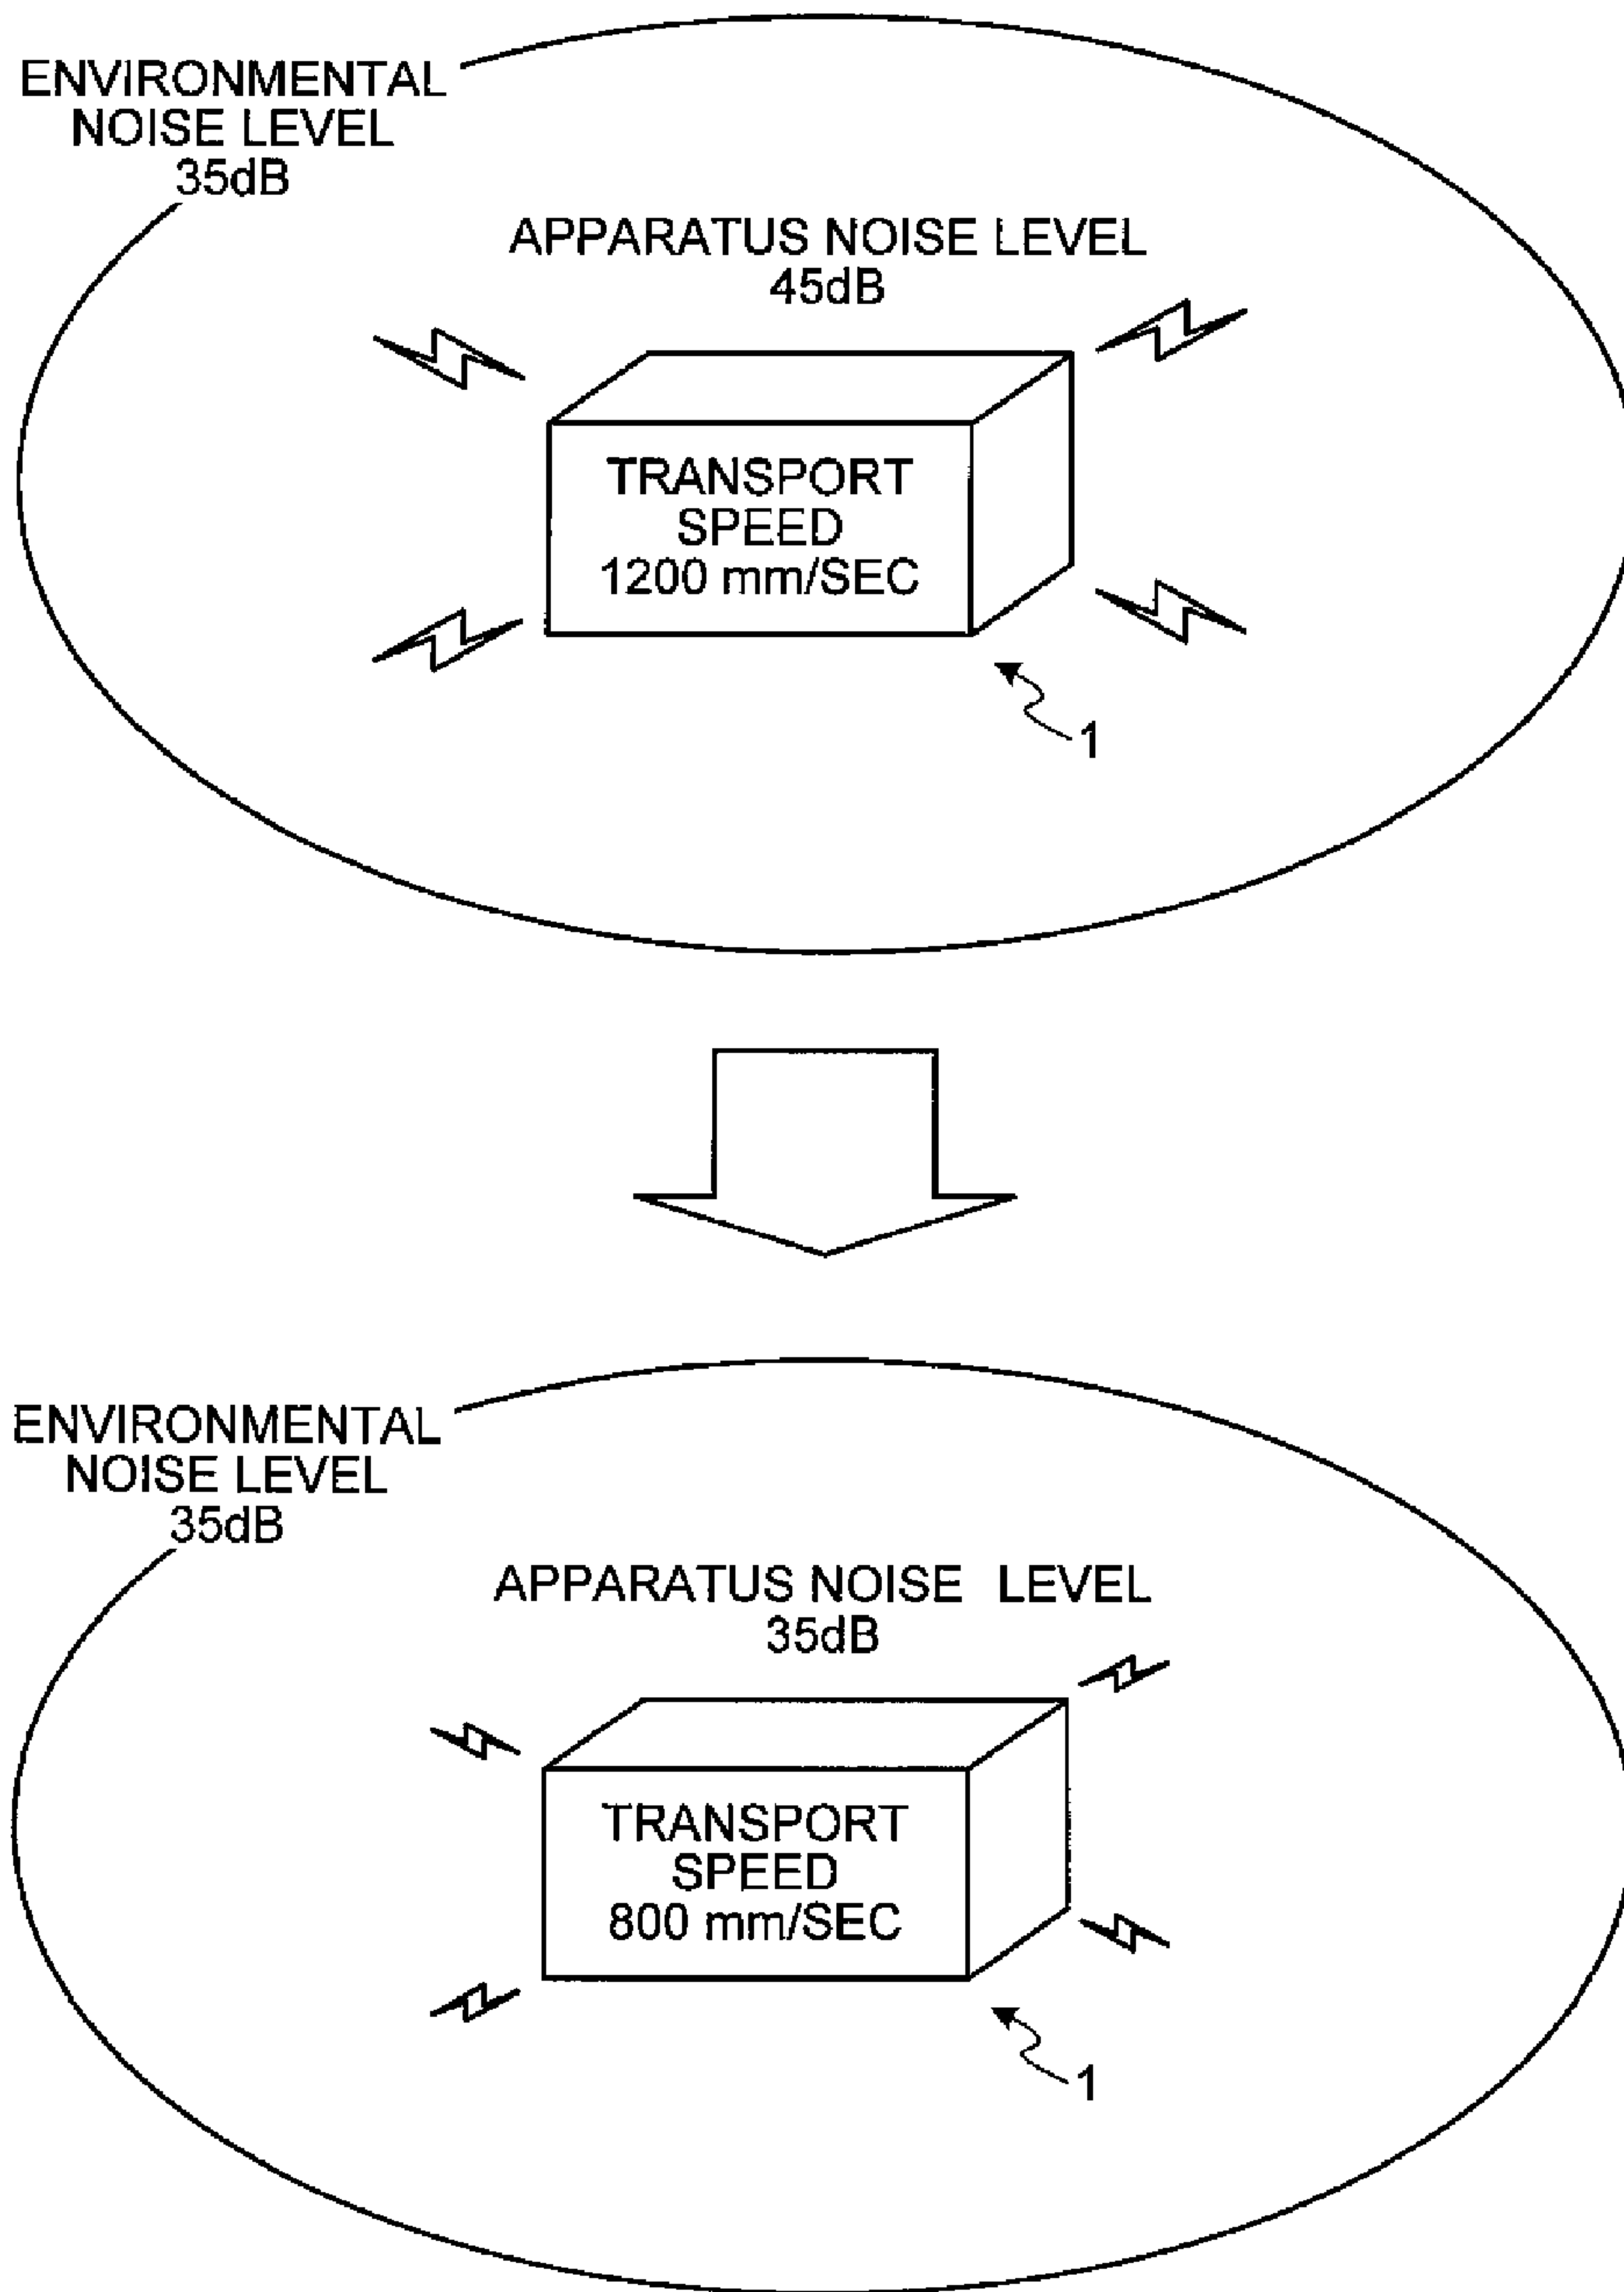 ENVIRONMENTAL
NOISE LEVEL
35dB
APPARATUS NOISE LEVEL
45dB
TRANSPORT
SPEED
1200 mm/SEC
1
ENVIRONMENTAL
NOISE LEVEL
35dB
APPARATUS NOISE LEVEL
35dB
TRANSPORT
SPEED
800 mm/SEC
1